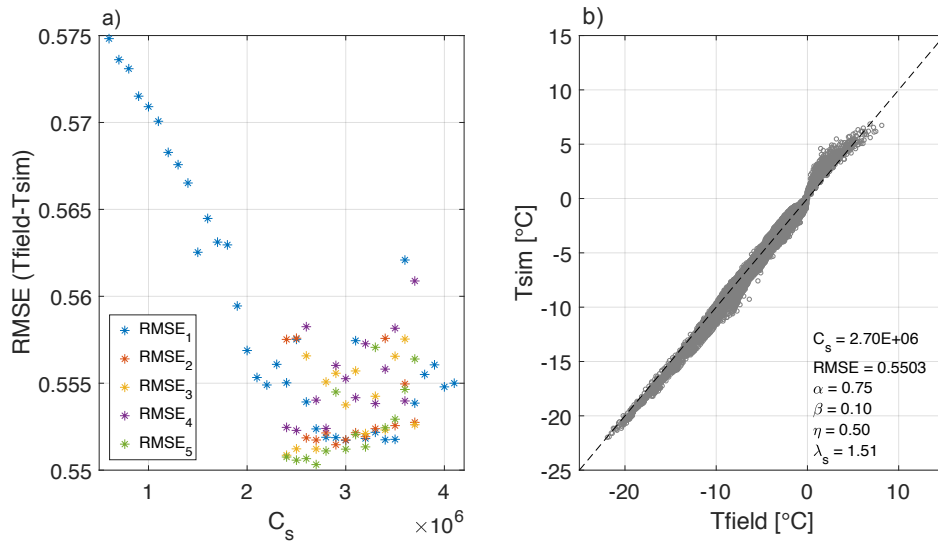 a)
0.575
0.57
0.565
0.56
0.555
0.55
RMSE (Tfield-Tsim)
RMSE₁
RMSE₂
RMSE₃
RMSE₄
RMSE₅
1
2
3
4
×10⁶
Cₛ
b)
15
10
5
0
-5
-10
-15
-20
-25
Tsim [°C]
Cₛ = 2.70E+06
RMSE = 0.5503
α = 0.75
β = 0.10
η = 0.50
λₛ = 1.51
-20
-10
0
10
Tfield [°C]